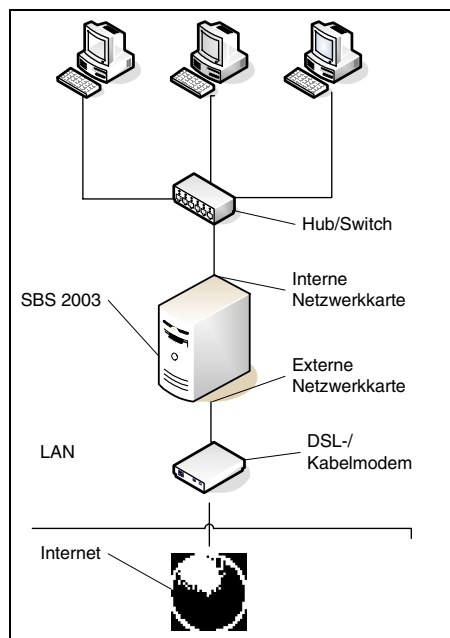 Hub/Switch
Interne
Netzwerkkarte
SBS 2003
Externe
Netzwerkkarte
DSL-/
Kabelmodem
LAN
Internet